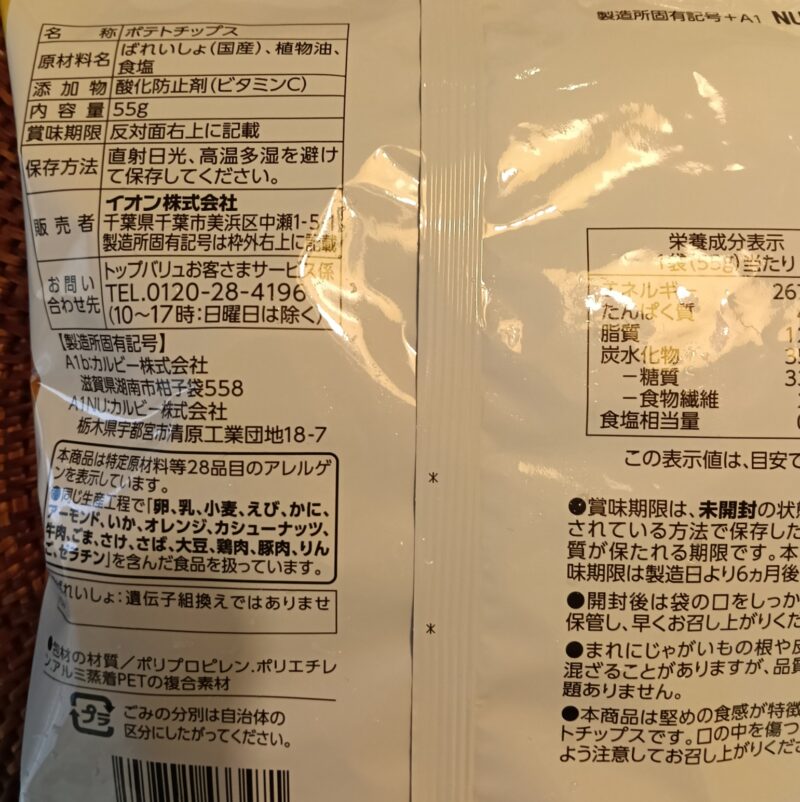 名称 ポテトチップス
原材料名 ばれいしょ(国産)、植物油、
食塩
添加物 酸化防止剤(ビタミンC)
内容量 55g
賞味期限 反対面右上に記載
保存方法 直射日光、高温多湿を避け
て保存してください。
販売者 イオン株式会社
千葉県千葉市美浜区中瀬1-5-1
製造所固有記号は枠外右上に記載
お問い
合わせ先
トップバリュお客さまサービス係
TEL.0120-28-4196
(10〜17時:日曜日は除く)
【製造所固有記号】
A1b:カルビー株式会社
滋賀県湖南市柑子袋558
A1NU:カルビー株式会社
栃木県宇都宮市清原工業団地18-7
本商品は特定原材料等28品目のアレルゲ
ンを表示しています。
●同じ生産工程で「卵、乳、小麦、えび、かに、
アーモンド、いか、オレンジ、カシューナッツ、
牛肉、ごま、さけ、さば、大豆、鶏肉、豚肉、りん
ご、ゼラチン」を含んだ食品を扱っています。
ばれいしょ:遺伝子組換えではありませ
●包材の材質/ポリプロピレン、ポリエチレ
ン、アルミ蒸着PETの複合素材
プラ
ごみの分別は自治体の
区分にしたがってください。
製造所固有記号+A1 NU
栄養成分表示
1袋(55g)当たり
エネルギー 267
たんぱく質
脂質
炭水化物
−糖質
−食物繊維
食塩相当量
この表示値は、目安で
●賞味期限は、未開封の状態
されている方法で保存した
質が保たれる期限です。本
味期限は製造日より6ヵ月後
●開封後は袋の口をしっか
保管し、早くお召し上がりくだ
●まれにじゃがいもの根や皮
混ざることがありますが、品質
題ありません。
●本商品は堅めの食感が特徴
トチップスです。口の中を傷つ
よう注意してお召し上がりくださ